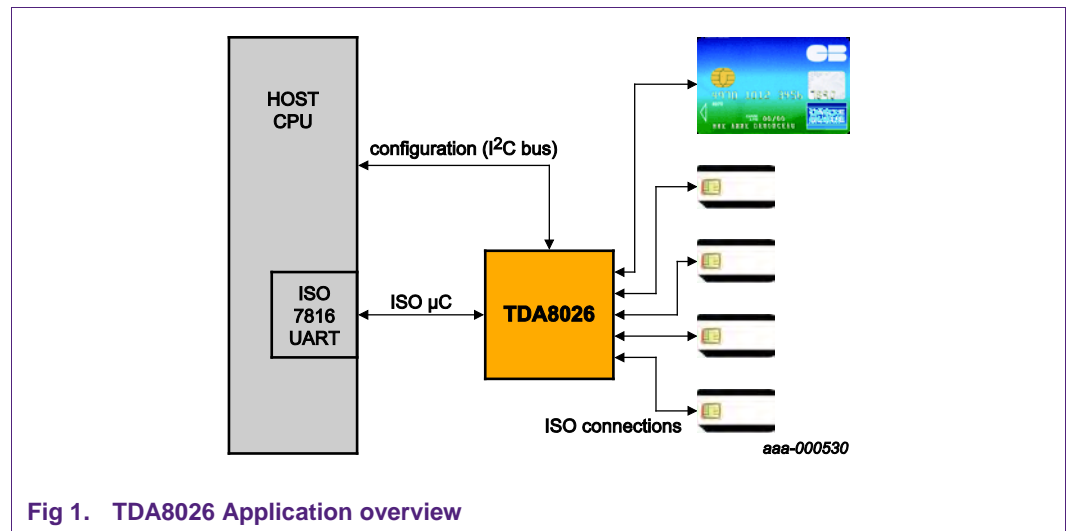 HOST
CPU
configuration (I²C bus)
ISO
7816
UART
ISO µC
TDA8026
CB
ISO connections
aaa-000530
Fig 1. TDA8026 Application overview